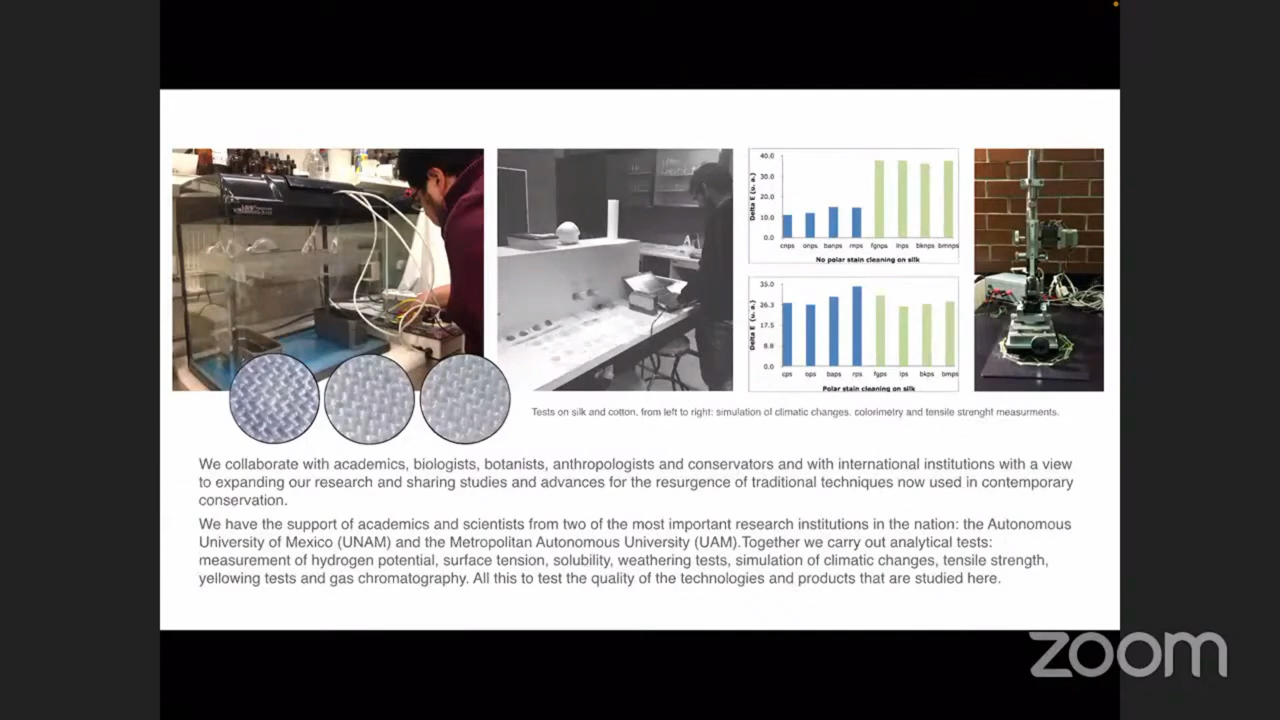 40.0
30.0
20.0
10.0
0.0
Delta E (u. a.)
cnps onps banps rnps fgnps lnps bknps bmnps
No polar stain cleaning on silk
35.0
26.3
17.5
8.8
0.0
Delta E (u. a.)
cps ops baps rps fgps lps bkps bmps
Polar stain cleaning on silk
Tests on silk and cotton, from left to right: simulation of climatic changes, colorimetry and tensile strenght measurments.
We collaborate with academics, biologists, botanists, anthropologists and conservators and with international institutions with a view
to expanding our research and sharing studies and advances for the resurgence of traditional techniques now used in contemporary
conservation.
We have the support of academics and scientists from two of the most important research institutions in the nation: the Autonomous
University of Mexico (UNAM) and the Metropolitan Autonomous University (UAM).Together we carry out analytical tests:
measurement of hydrogen potential, surface tension, solubility, weathering tests, simulation of climatic changes, tensile strength,
yellowing tests and gas chromatography. All this to test the quality of the technologies and products that are studied here.
zoom